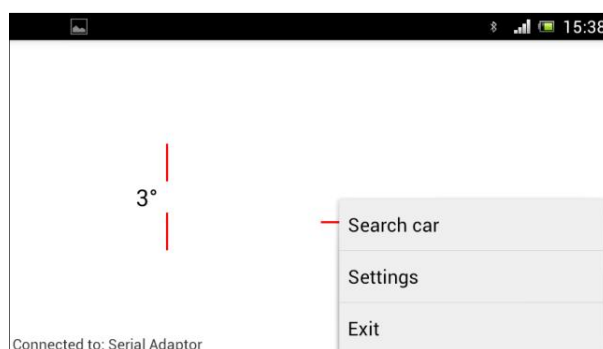 15:38
3°
Search car
Settings
Exit
Connected to: Serial Adaptor